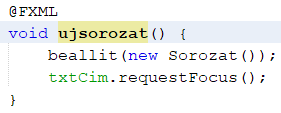 @FXML
void ujsorozat() {
    beallit(new Sorozat());
    txtCim.requestFocus();
}